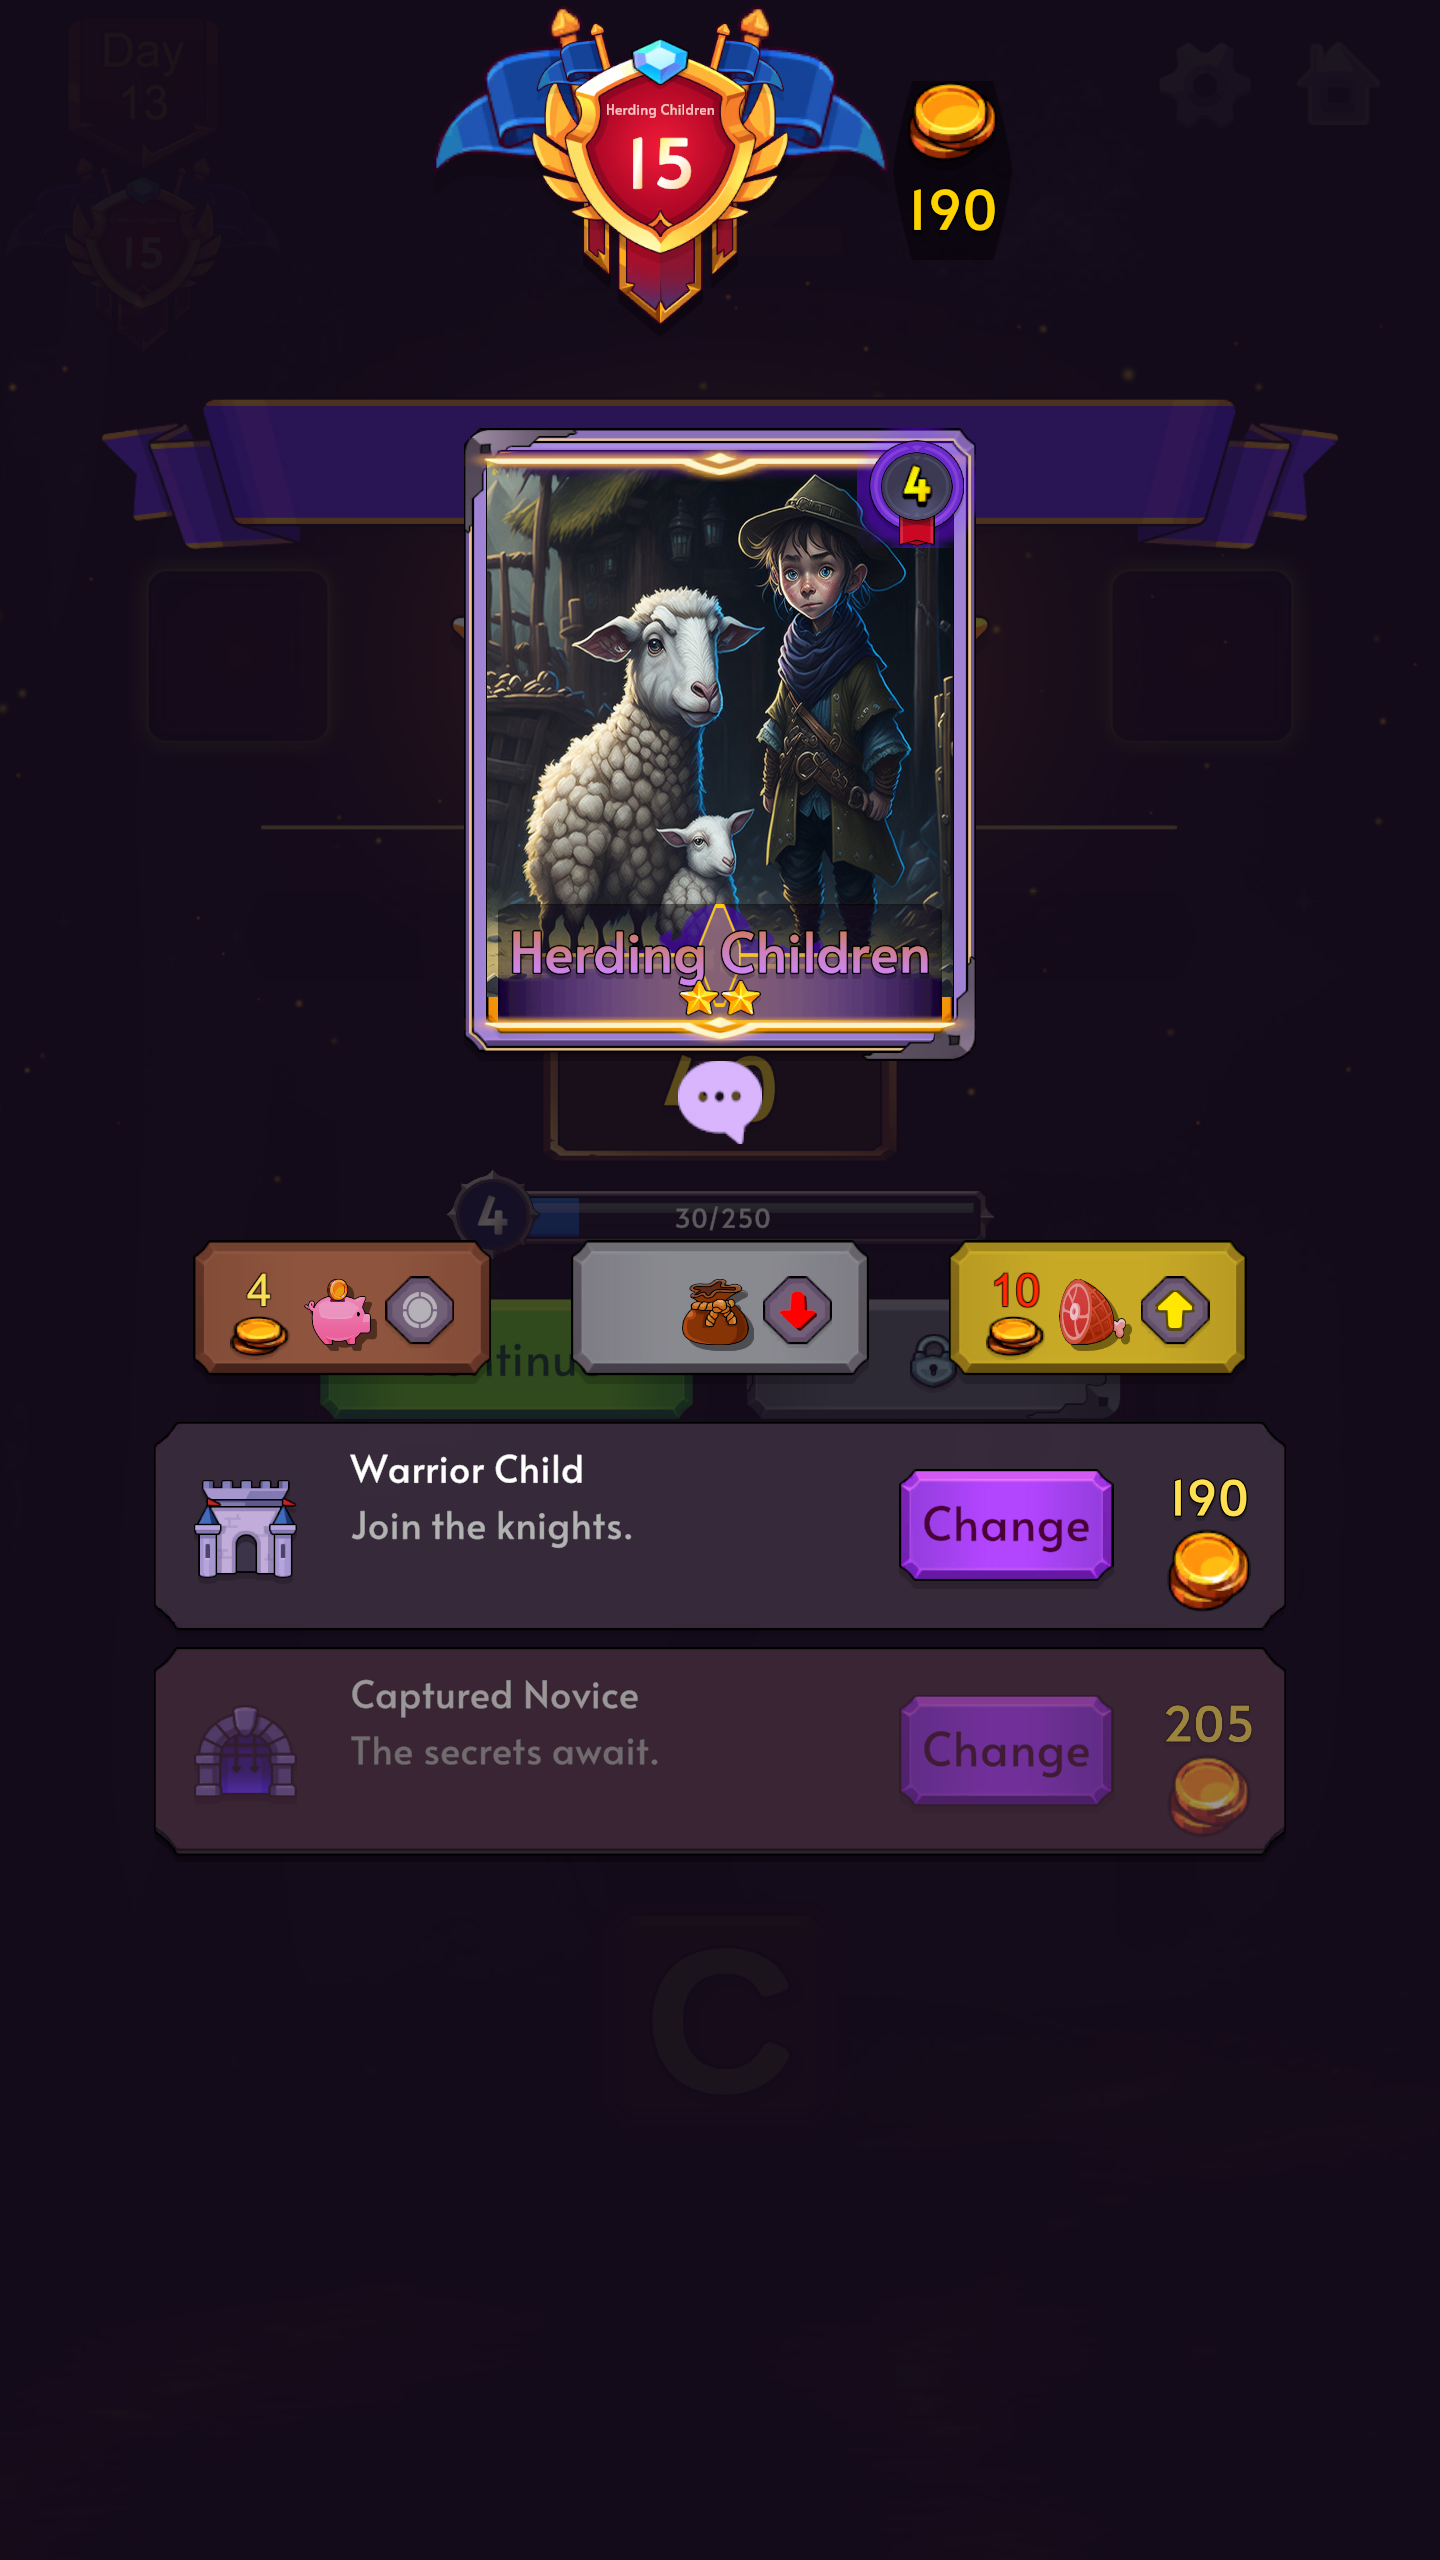 Day
13
15
Herding Children
15
190
4
Herding Children
4
30/250
4
10
tinu
Warrior Child
Join the knights.
Change
190
Captured Novice
The secrets await.
Change
205
C